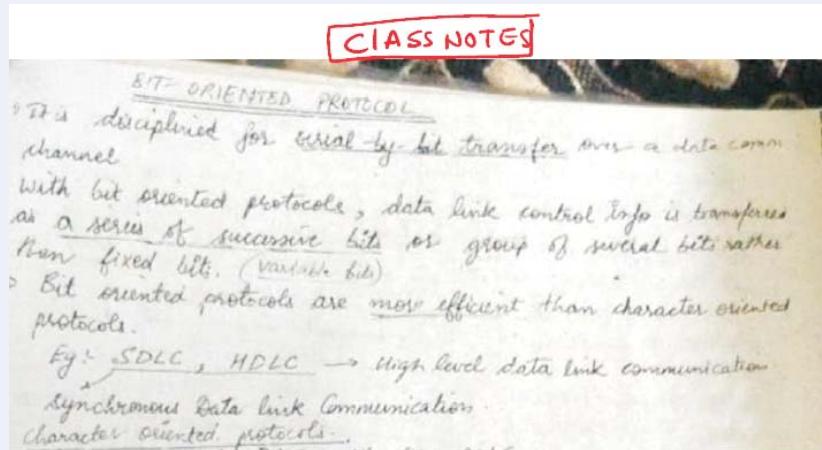 CLASS NOTES
BIT-ORIENTED PROTOCOL
It is disciplined for serial-by-bit transfer over a data comm
channel
With bit oriented protocols, data link control info is transferred
as a series of successive bits or group of several bits rather
than fixed bits. (variable bits)
Bit oriented protocols are more efficient than character oriented
protocols.
Eg:- SDLC, HDLC → High level data link communication
Synchronous Data link Communication.
Character oriented protocols.